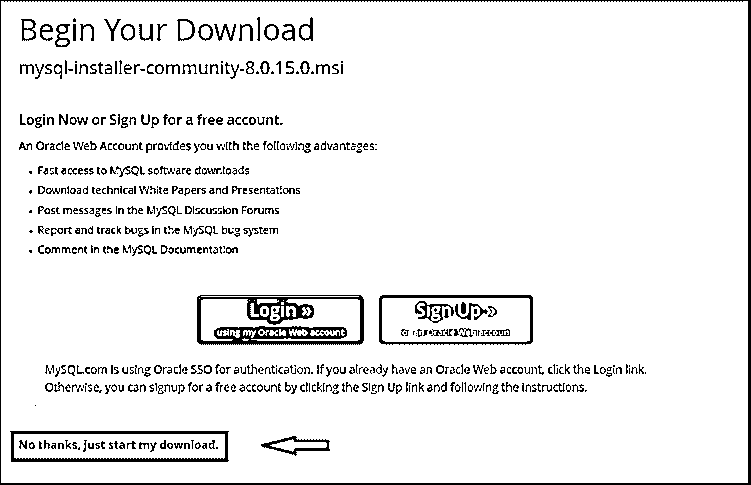 Begin Your Download
mysql-installer-community-8.0.15.0.msi
Login Now or Sign Up for a free account.
An Oracle Web Account provides you with the following advantages:
• Fast access to MySQL software downloads
• Download technical White Papers and Presentations
• Post messages in the MySQL Discussion Forums
• Report and track bugs in the MySQL bug system
• Comment in the MySQL Documentation
Login »
using my Oracle Web account
Sign Up »
for an Oracle Web account
MySQL.com is using Oracle SSO for authentication. If you already have an Oracle Web account, click the Login link.
Otherwise, you can signup for a free account by clicking the Sign Up link and following the instructions.
No thanks, just start my download.